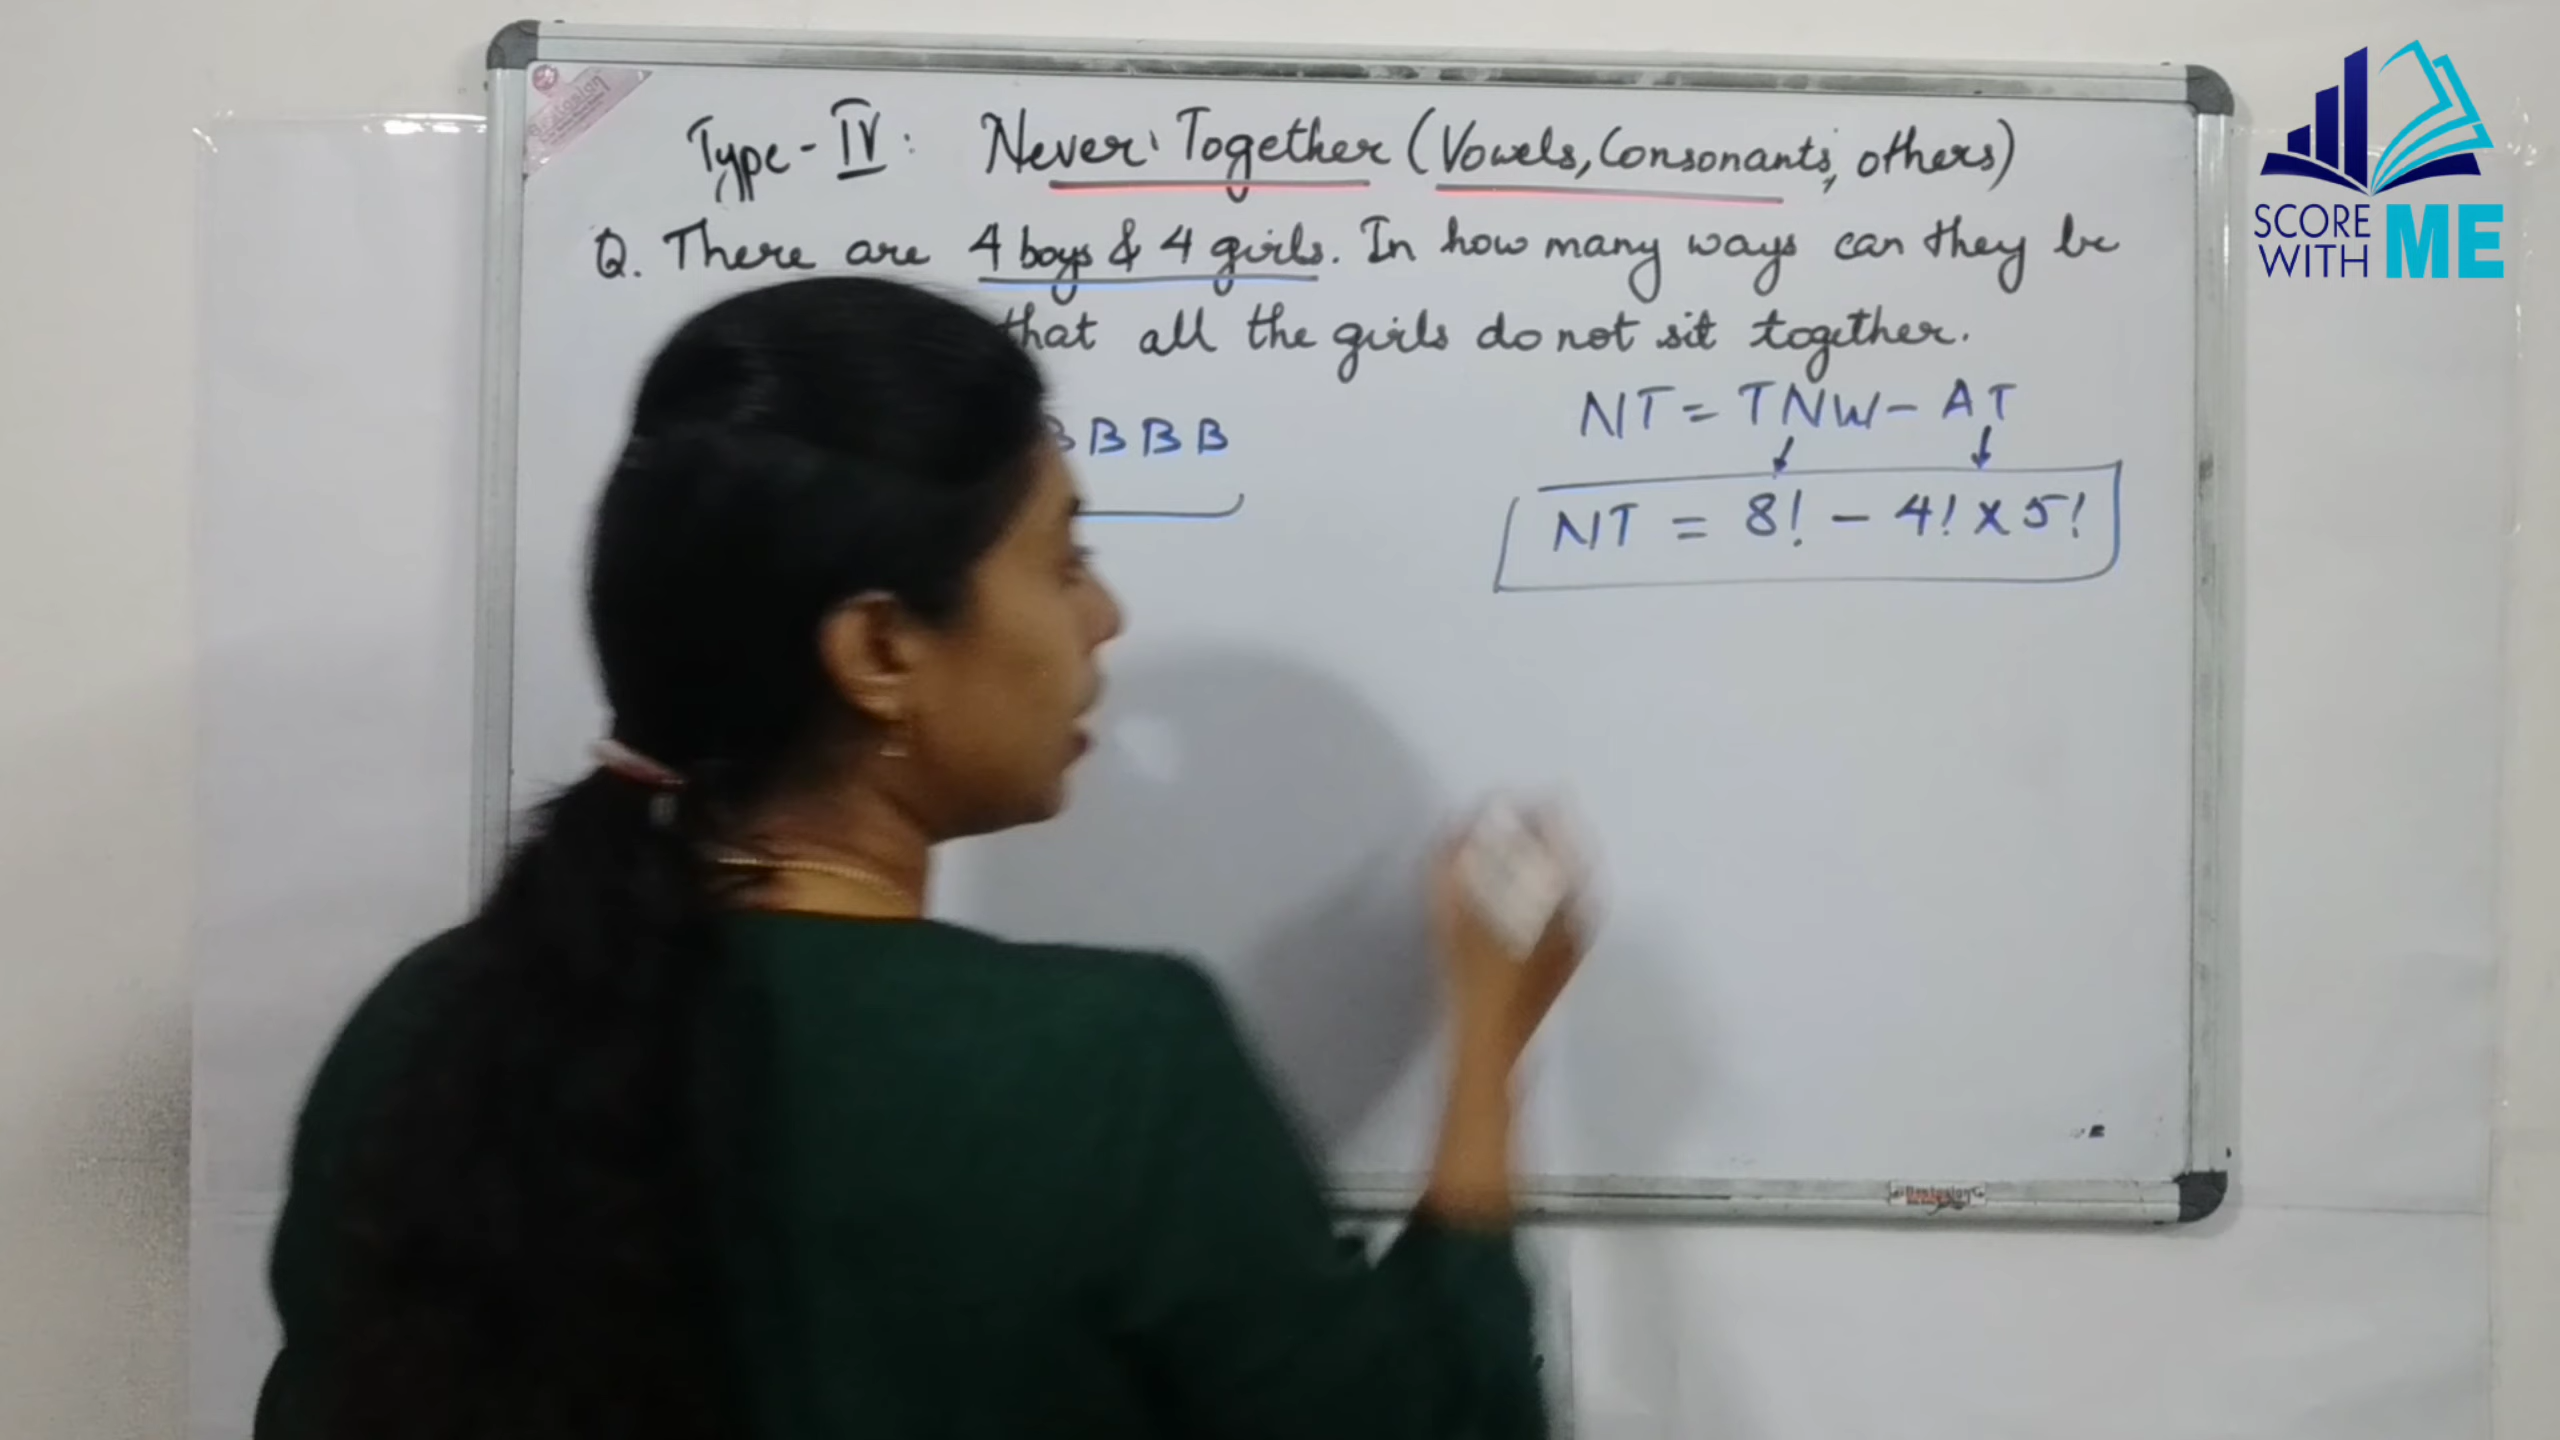 Type - IV : Never Together (Vowels, Consonants, others)
Q. There are 4 boys & 4 girls. In how many ways can they be
that all the girls do not sit together.
B B B B
NT = TNW - AT
NT = 8! - 4! x 5!
SCORE
WITH ME